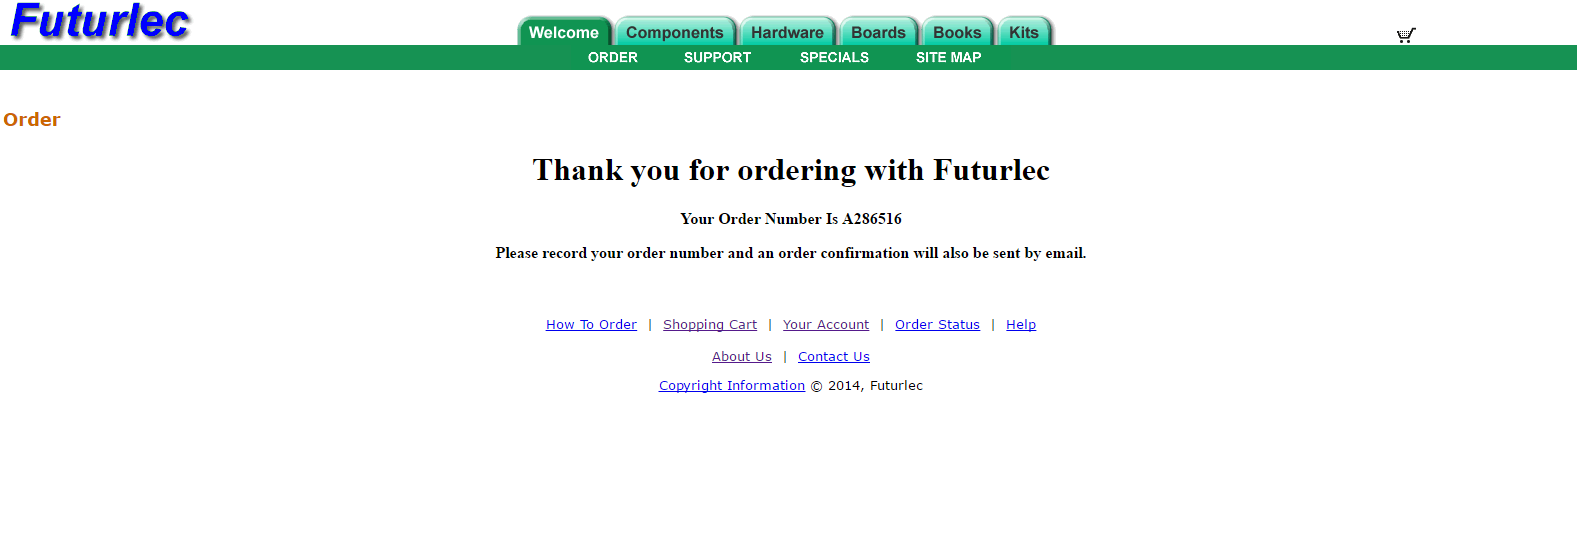 Futurlec
Welcome Components Hardware Boards Books Kits
ORDER SUPPORT SPECIALS SITE MAP
Order
Thank you for ordering with Futurlec
Your Order Number Is A286516
Please record your order number and an order confirmation will also be sent by email.
How To Order | Shopping Cart | Your Account | Order Status | Help
About Us | Contact Us
Copyright Information © 2014, Futurlec